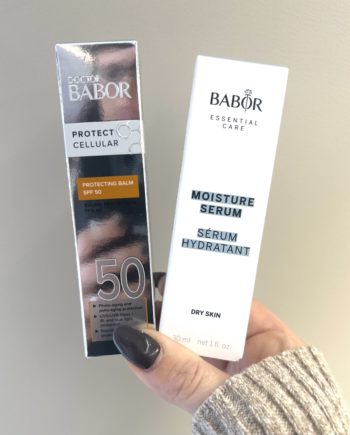 DOCTOR
BABOR
PROTECT
CELLULAR
PROTECTING BALM
SPF 50
50
BABOR
ESSENTIAL
CARE
MOISTURE
SERUM
SÉRUM
HYDRATANT
DRY SKIN
30 ml net 1 fl. oz.